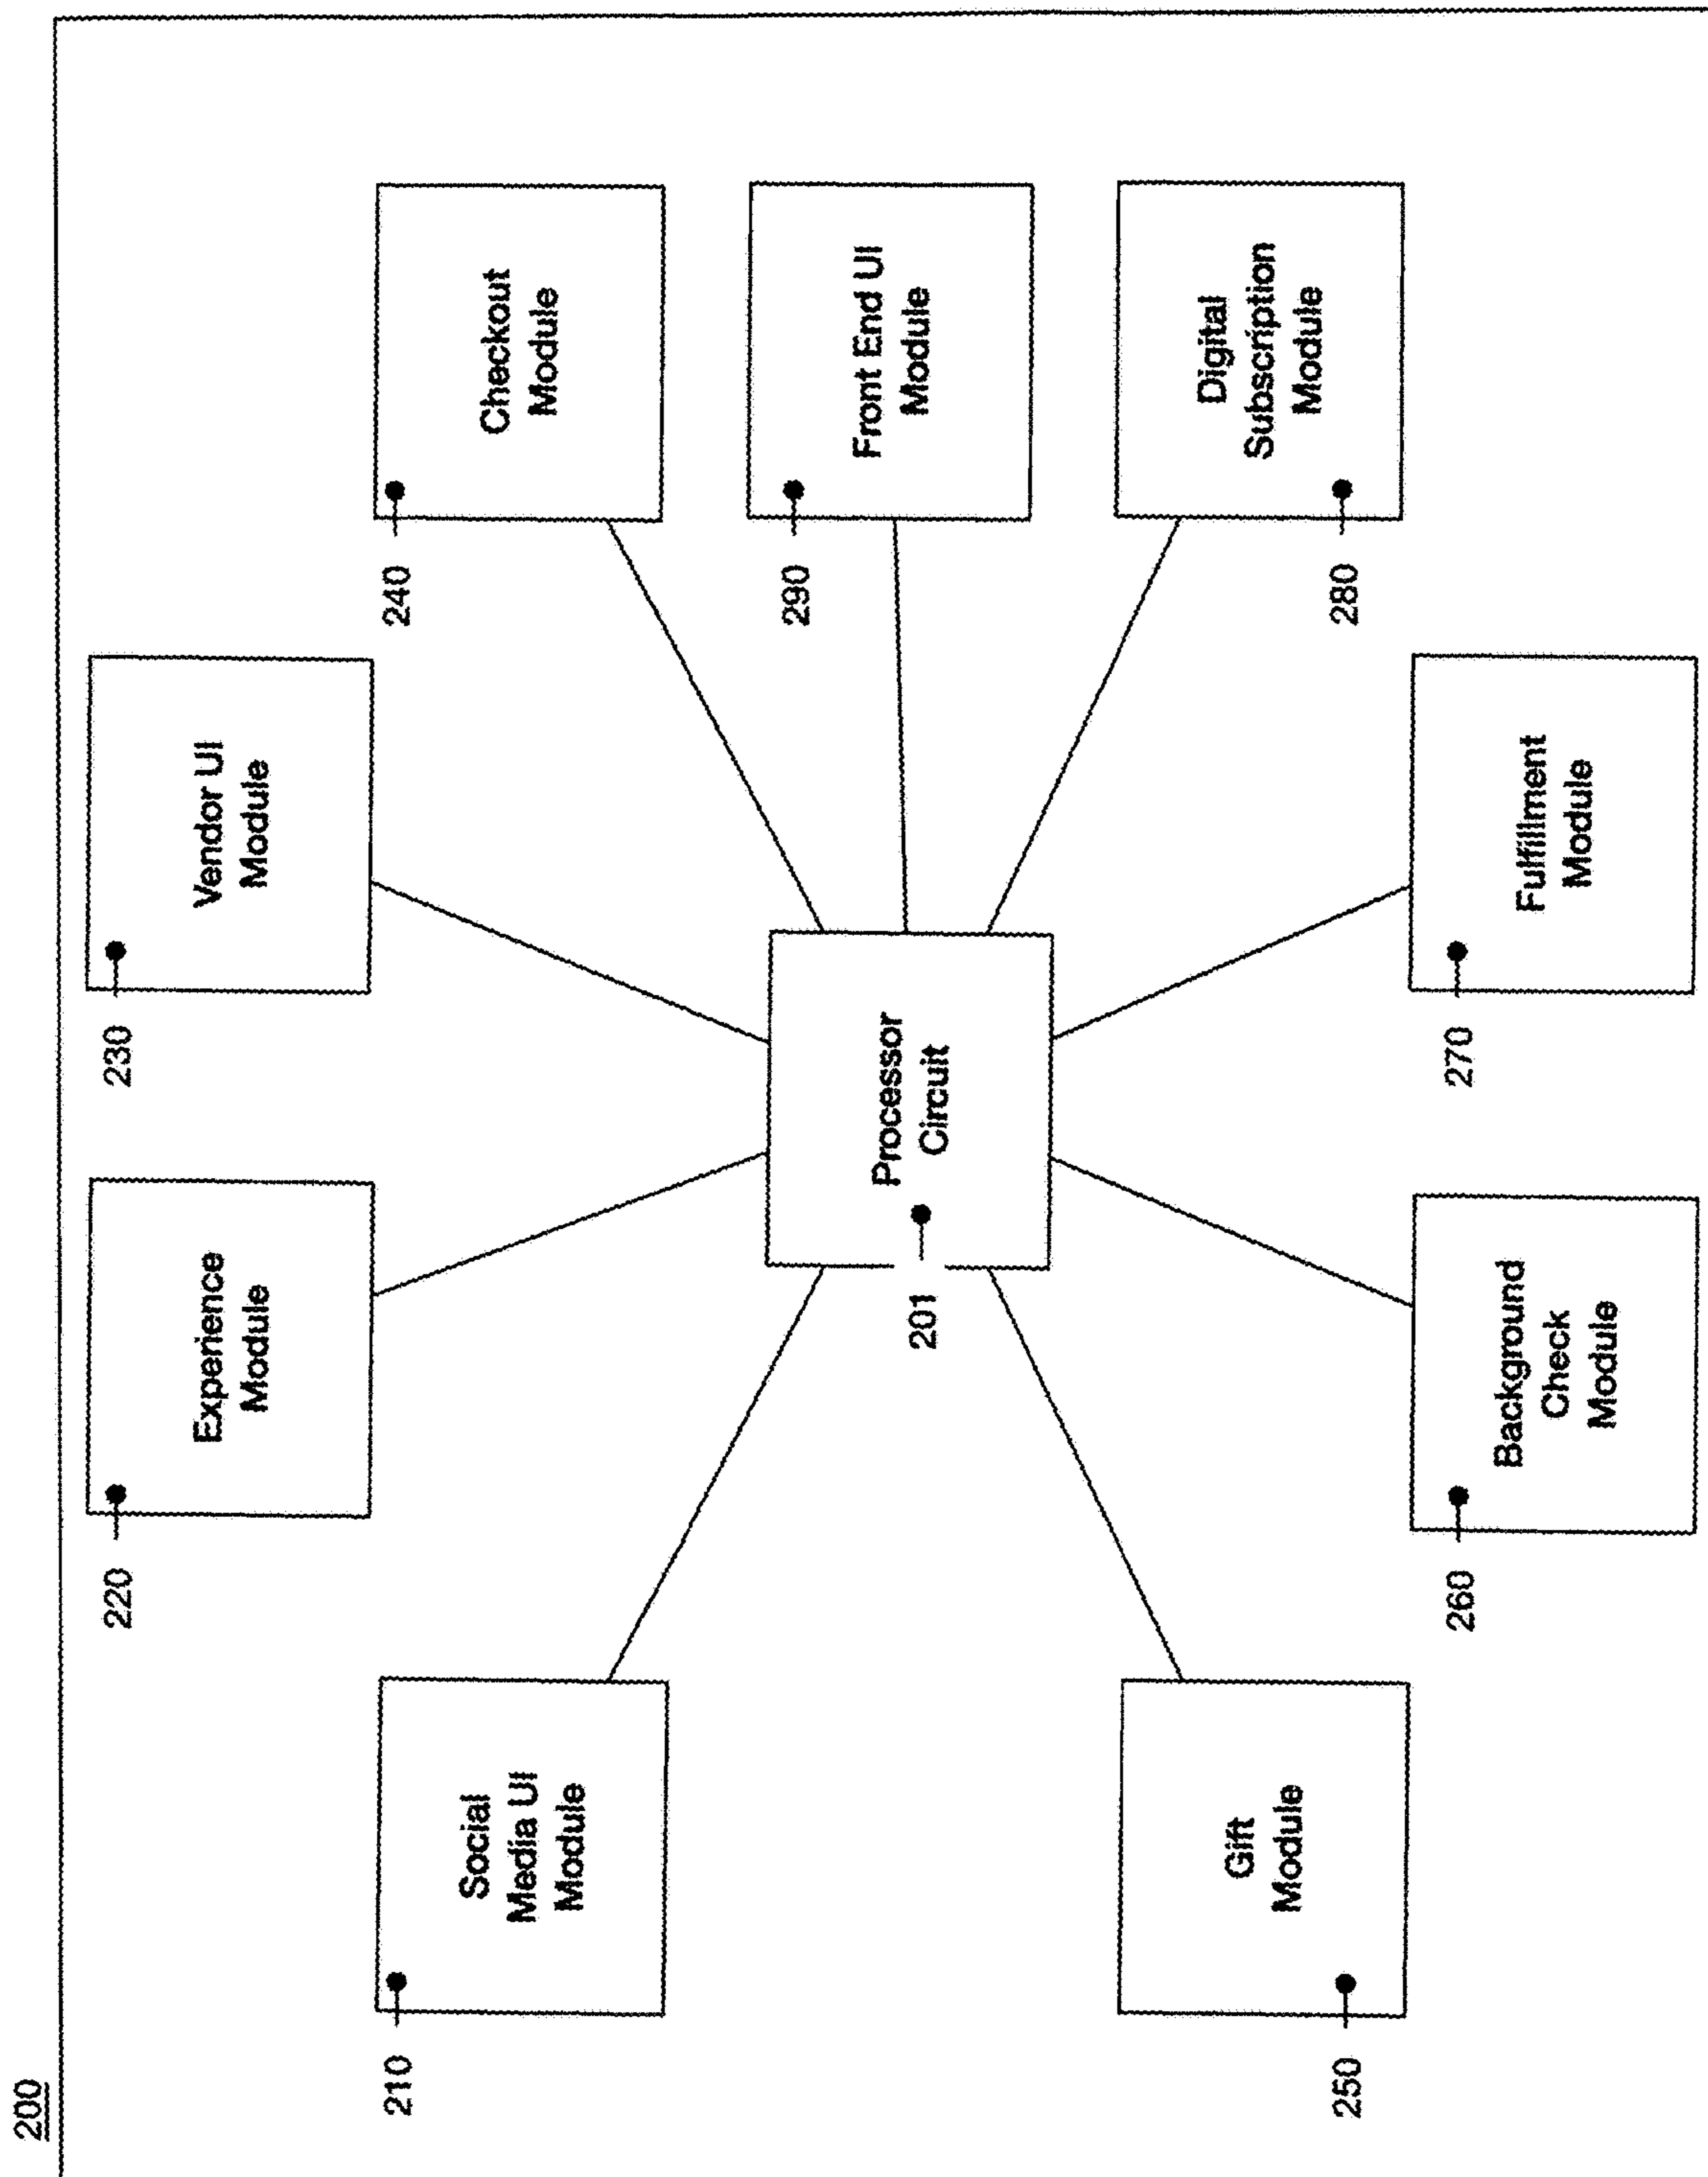 200
220
Experience
Module
230
Vendor UI
Module
210
Social
Media UI
Module
240
Checkout
Module
201
Processor
Circuit
290
Front End UI
Module
250
Gift
Module
280
Digital
Subscription
Module
260
Background
Check
Module
270
Fulfillment
Module